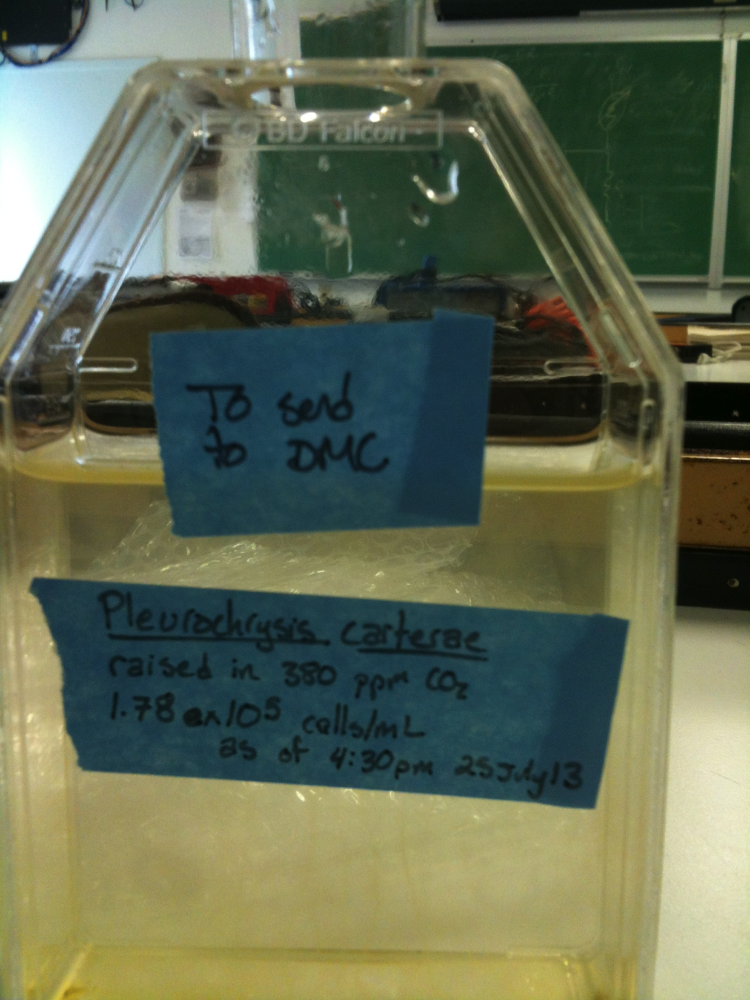 BD Falcon
To send
to DMC
Pleurochrysis carterae
raised in 380 ppm CO₂
1.78 x10⁵ cells/mL
as of 4:30pm 25July13